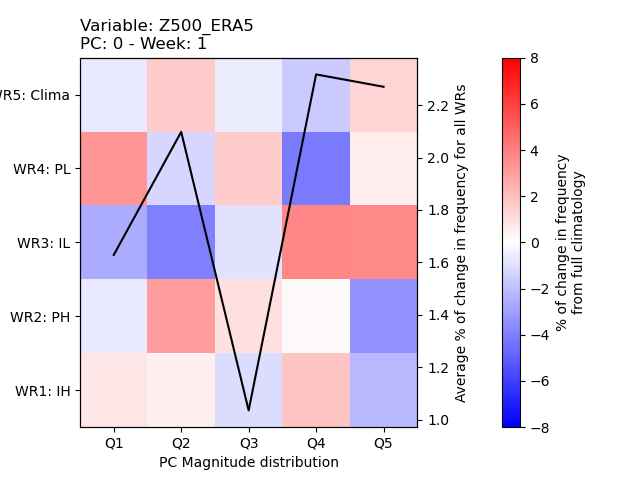 Variable: Z500_ERA5
PC: 0 - Week: 1
WR5: Clima
WR4: PL
WR3: IL
WR2: PH
WR1: IH
Q1 Q2 Q3 Q4 Q5
PC Magnitude distribution
2.2
2.0
1.8
1.6
1.4
1.2
1.0
Average % of change in frequency for all WRs
8
6
4
2
0
−2
−4
−6
−8
% of change in frequency
from full climatology